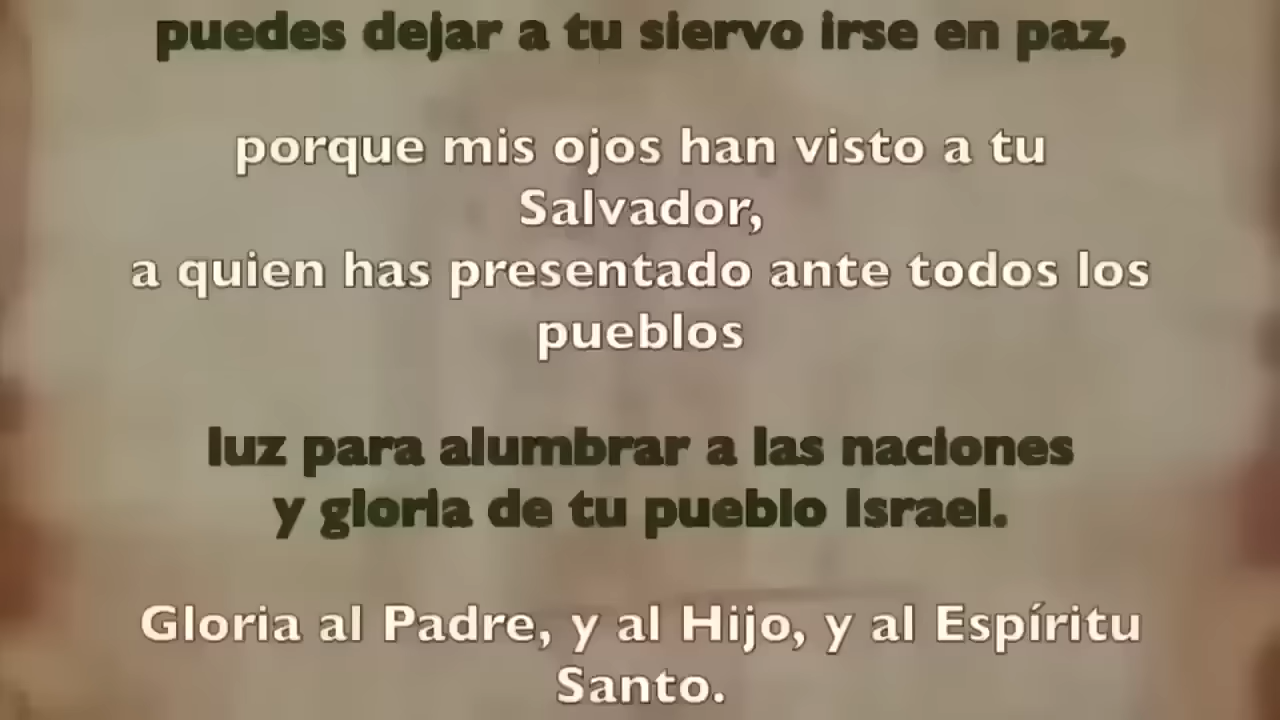 puedes dejar a tu siervo irse en paz,
porque mis ojos han visto a tu
Salvador,
a quien has presentado ante todos los
pueblos
luz para alumbrar a las naciones
y gloria de tu pueblo Israel.
Gloria al Padre, y al Hijo, y al Espíritu
Santo.